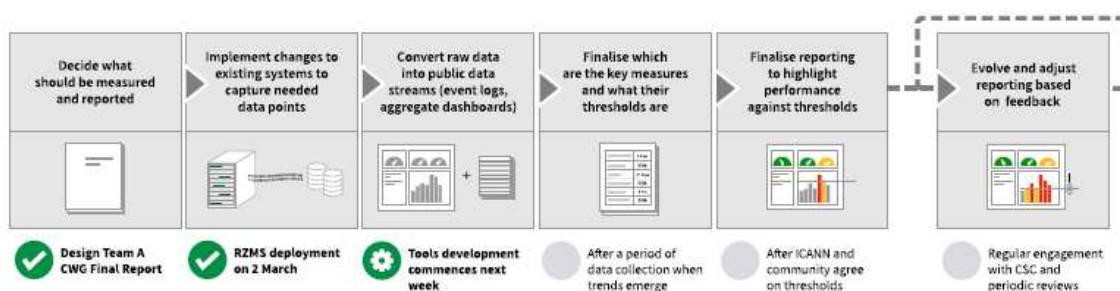 Decide what
should be measured
and reported
Implement changes to
existing systems to
capture needed
data points
Convert raw data
into public data
streams (event logs,
aggregate dashboards)
Finalise which
are the key measures
and what their
thresholds are
Finalise reporting
to highlight
performance
against thresholds
Evolve and adjust
reporting based
on feedback
+
!
Design Team A
CWG Final Report
RZMS deployment
on 2 March
Tools development
commences next
week
After a period of
data collection when
trends emerge
After ICANN and
community agree
on thresholds
Regular engagement
with CSC and
periodic reviews